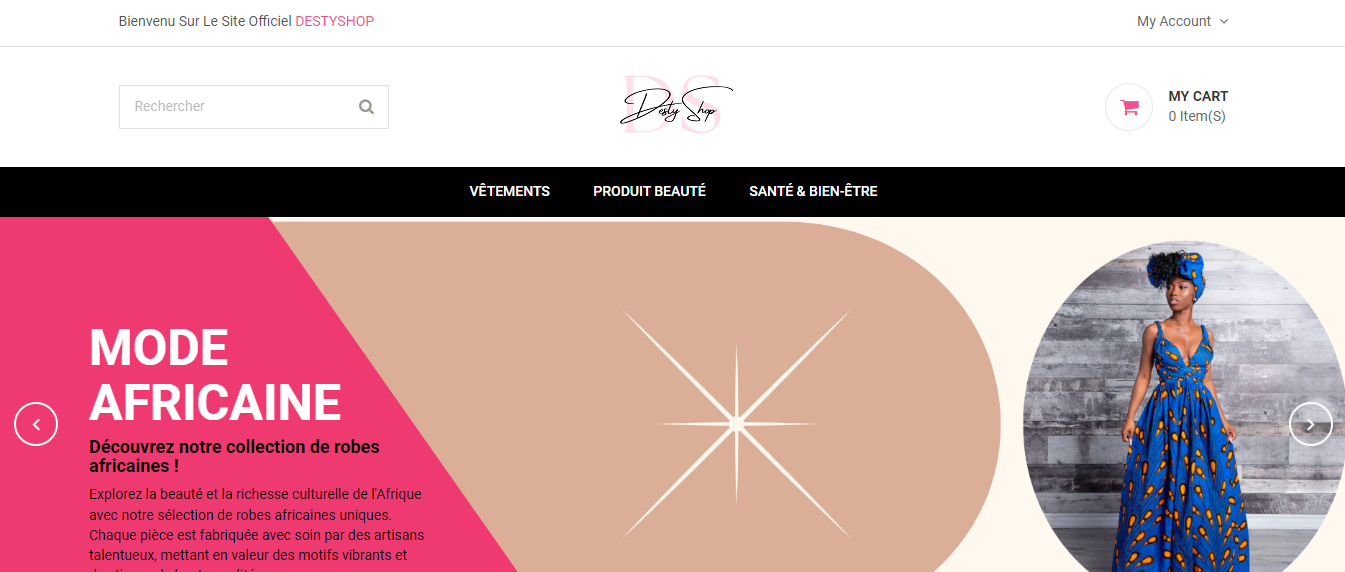 Bienvenu Sur Le Site Officiel DESTYSHOP
My Account
Rechercher
DS
Desty Shop
MY CART
0 Item(S)
VÊTEMENTS PRODUIT BEAUTÉ SANTÉ & BIEN-ÊTRE
MODE
AFRICAINE
Découvrez notre collection de robes
africaines !
Explorez la beauté et la richesse culturelle de l'Afrique
avec notre sélection de robes africaines uniques.
Chaque pièce est fabriquée avec soin par des artisans
talentueux, mettant en valeur des motifs vibrants et